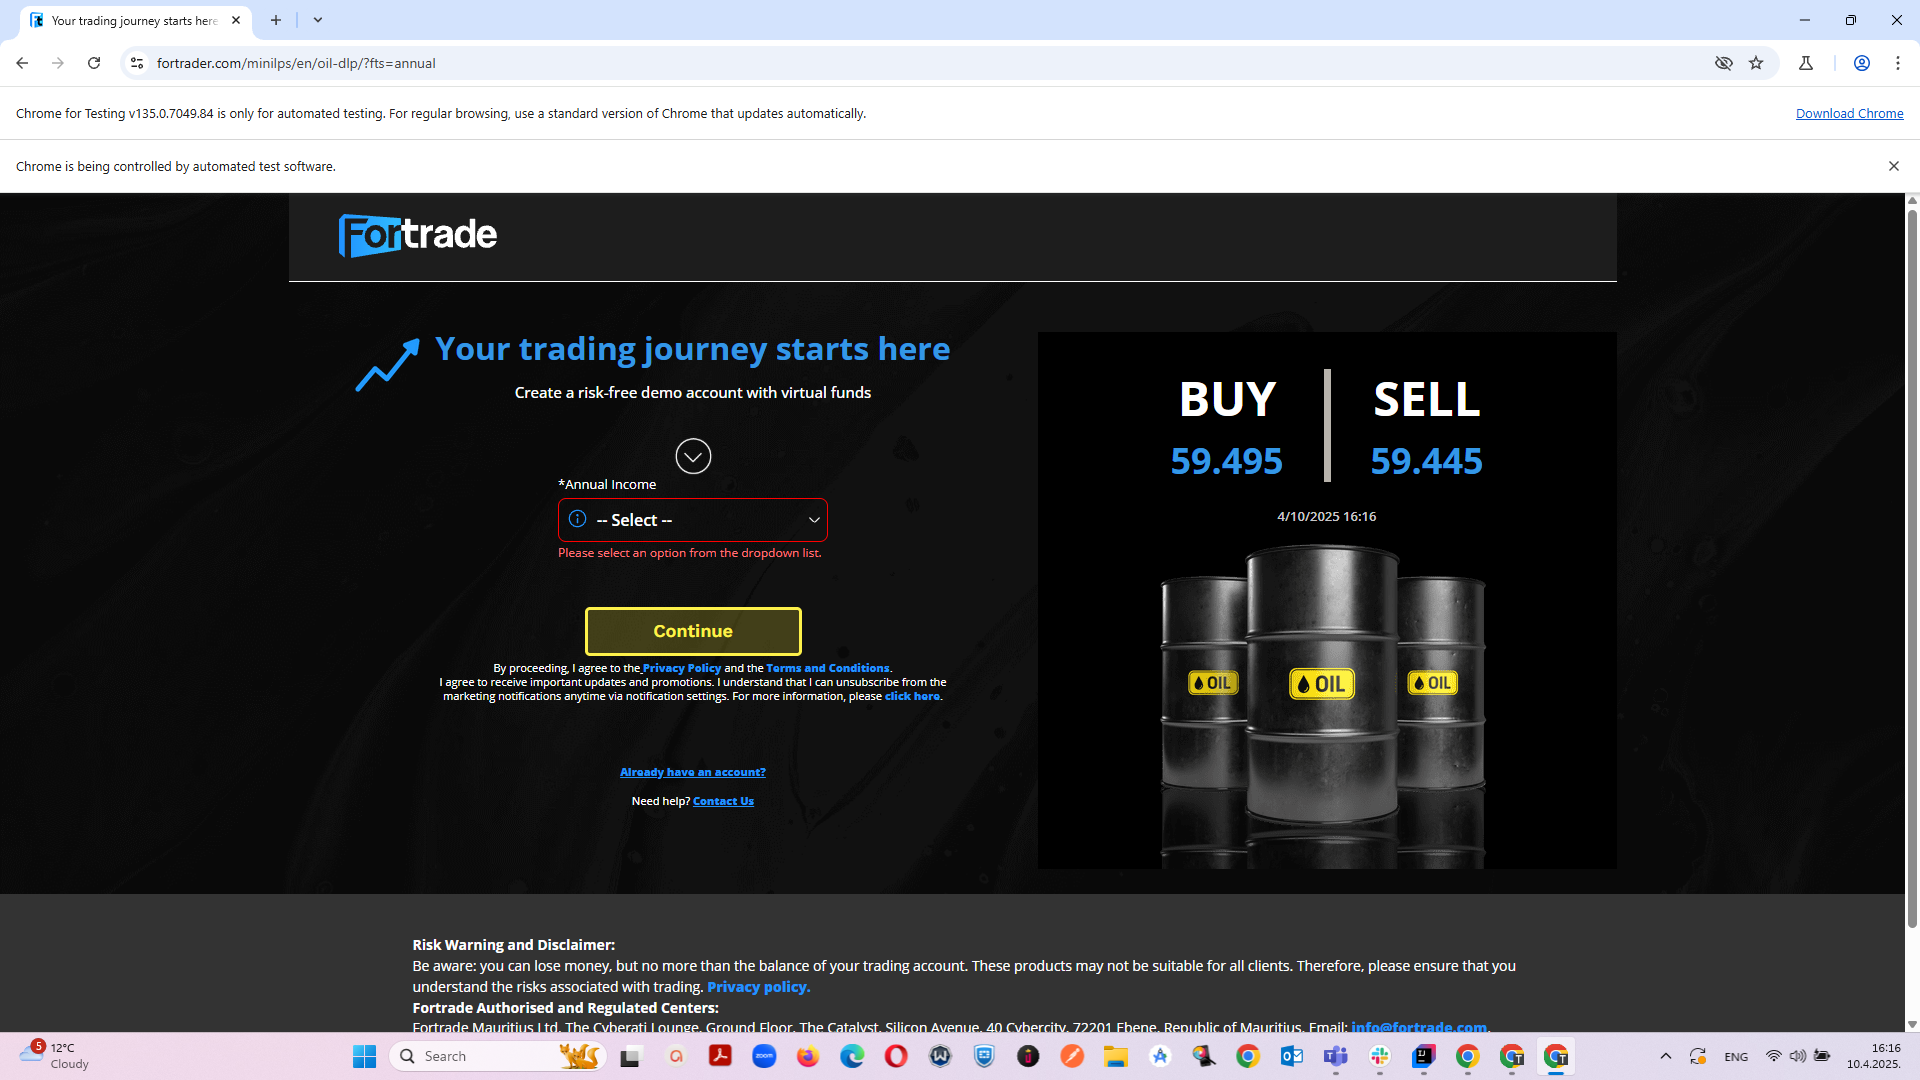 Your trading journey starts here
fortrader.com/minilps/en/oil-dlp/?fts=annual
Chrome for Testing v135.0.7049.84 is only for automated testing. For regular browsing, use a standard version of Chrome that updates automatically.
Download Chrome
Chrome is being controlled by automated test software.
Fortrade
Your trading journey starts here
Create a risk-free demo account with virtual funds
*Annual Income
-- Select --
Please select an option from the dropdown list.
Continue
By proceeding, I agree to the Privacy Policy and the Terms and Conditions.
I agree to receive important updates and promotions. I understand that I can unsubscribe from the
marketing notifications anytime via notification settings. For more information, please click here.
Already have an account?
Need help? Contact Us
BUY
SELL
59.495
59.445
4/10/2025 16:16
OIL
OIL
OIL
Risk Warning and Disclaimer:
Be aware: you can lose money, but no more than the balance of your trading account. These products may not be suitable for all clients. Therefore, please ensure that you
understand the risks associated with trading. Privacy policy.
Fortrade Authorised and Regulated Centers:
Fortrade Mauritius Ltd, The Cyberati Lounge, Ground Floor, The Catalyst, Silicon Avenue, 40 Cybercity, 72201 Ebene, Republic of Mauritius. Email: info@fortrade.com.
5
12°C
Cloudy
Search
zoom
ENG
16:16
10.4.2025.